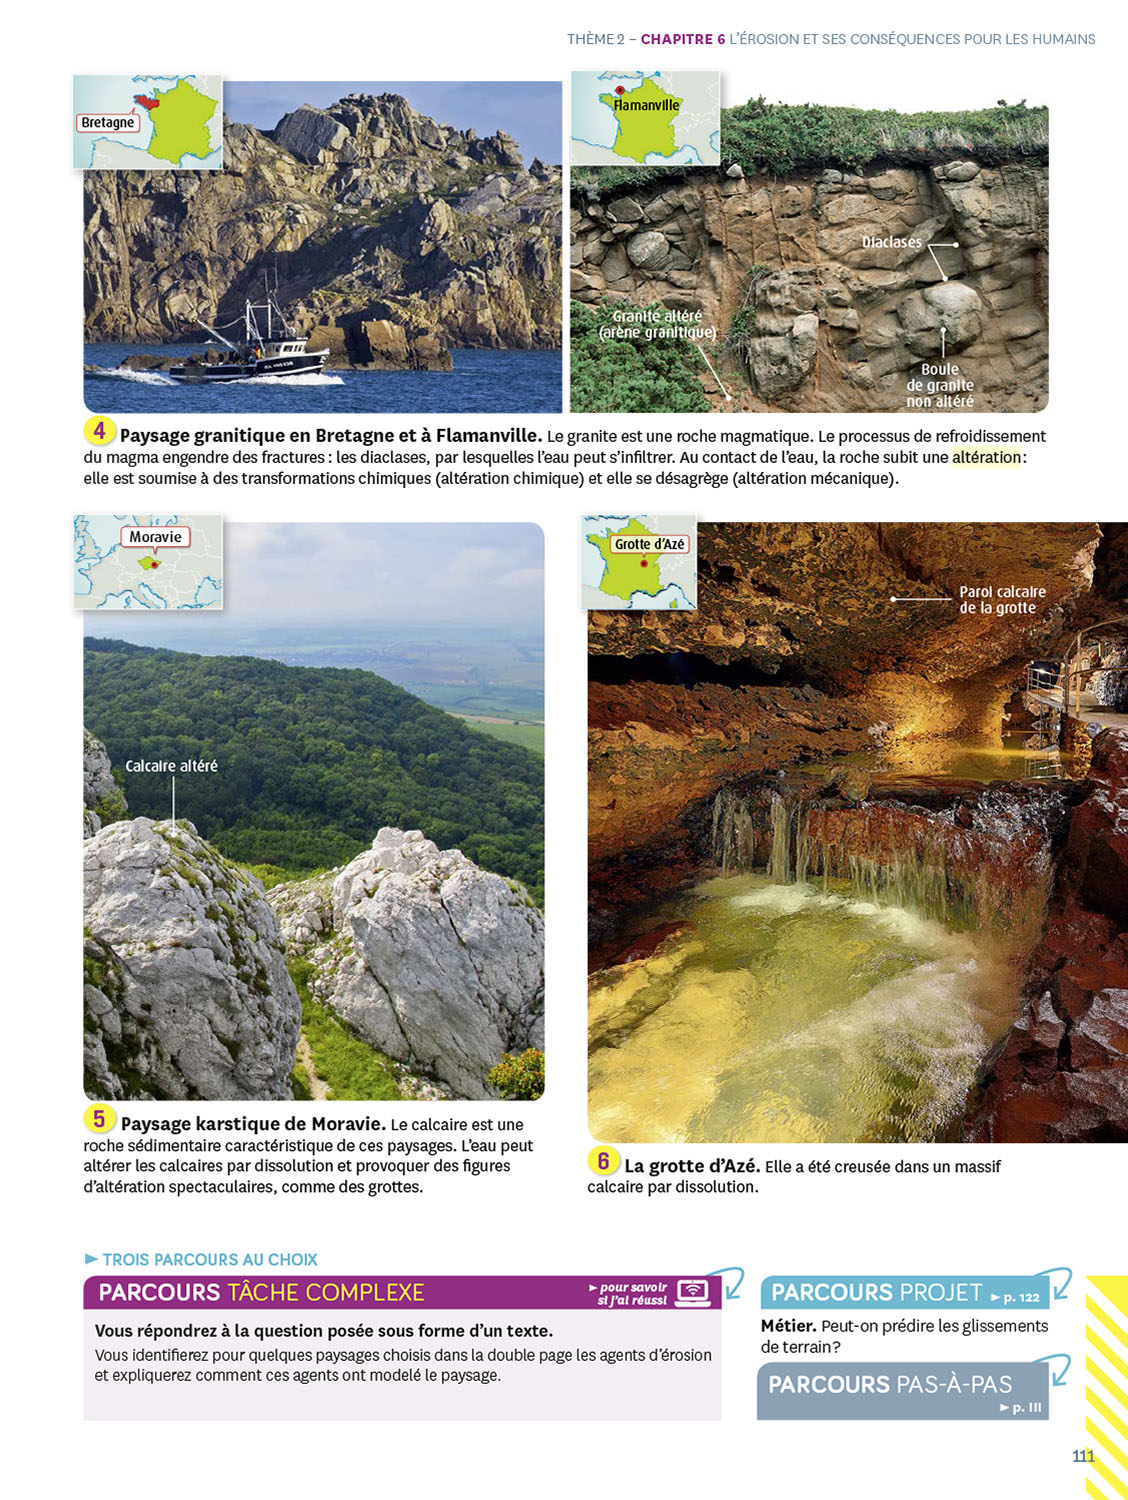 THÈME 2 – CHAPITRE 6 L'ÉROSION ET SES CONSÉQUENCES POUR LES HUMAINS
Bretagne
Flamanville
Diaclases
Granite altéré
(arène granitique)
Boule
de granite
non altéré
4 Paysage granitique en Bretagne et à Flamanville. Le granite est une roche magmatique. Le processus de refroidissement
du magma engendre des fractures : les diaclases, par lesquelles l'eau peut s'infiltrer. Au contact de l'eau, la roche subit une altération :
elle est soumise à des transformations chimiques (altération chimique) et elle se désagrège (altération mécanique).
Moravie
Calcaire altéré
5 Paysage karstique de Moravie. Le calcaire est une
roche sédimentaire caractéristique de ces paysages. L'eau peut
altérer les calcaires par dissolution et provoquer des figures
d'altération spectaculaires, comme des grottes.
Grotte d'Azé
Paroi calcaire
de la grotte
6 La grotte d'Azé. Elle a été creusée dans un massif
calcaire par dissolution.
► TROIS PARCOURS AU CHOIX
PARCOURS TÂCHE COMPLEXE
► pour savoir
si j'ai réussi
Vous répondrez à la question posée sous forme d'un texte.
Vous identifierez pour quelques paysages choisis dans la double page les agents d'érosion
et expliquerez comment ces agents ont modelé le paysage.
PARCOURS PROJET ► p. 122
Métier. Peut-on prédire les glissements
de terrain ?
PARCOURS PAS-À-PAS
► p. III
111